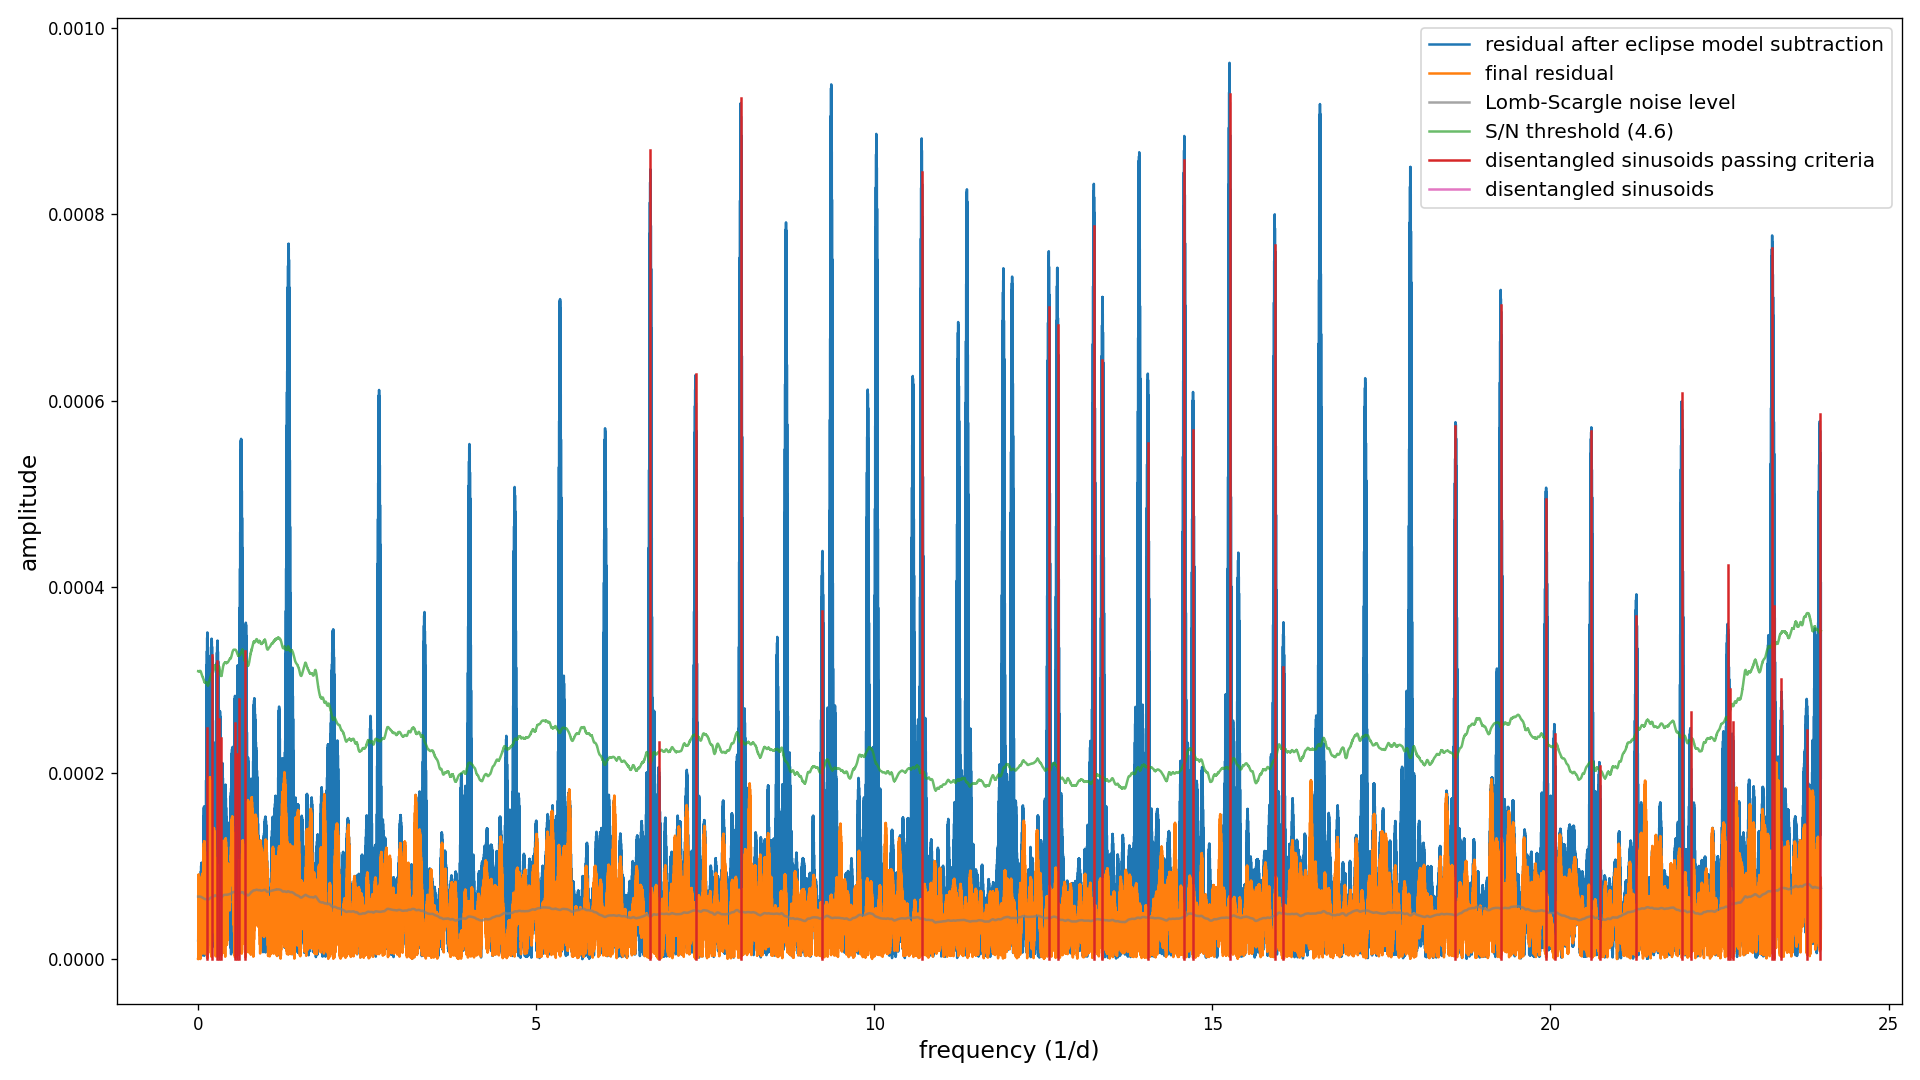 0.0010
0.0008
0.0006
0.0004
0.0002
0.0000
amplitude
residual after eclipse model subtraction
final residual
Lomb-Scargle noise level
S/N threshold (4.6)
disentangled sinusoids passing criteria
disentangled sinusoids
0 5 10 15 20 25
frequency (1/d)